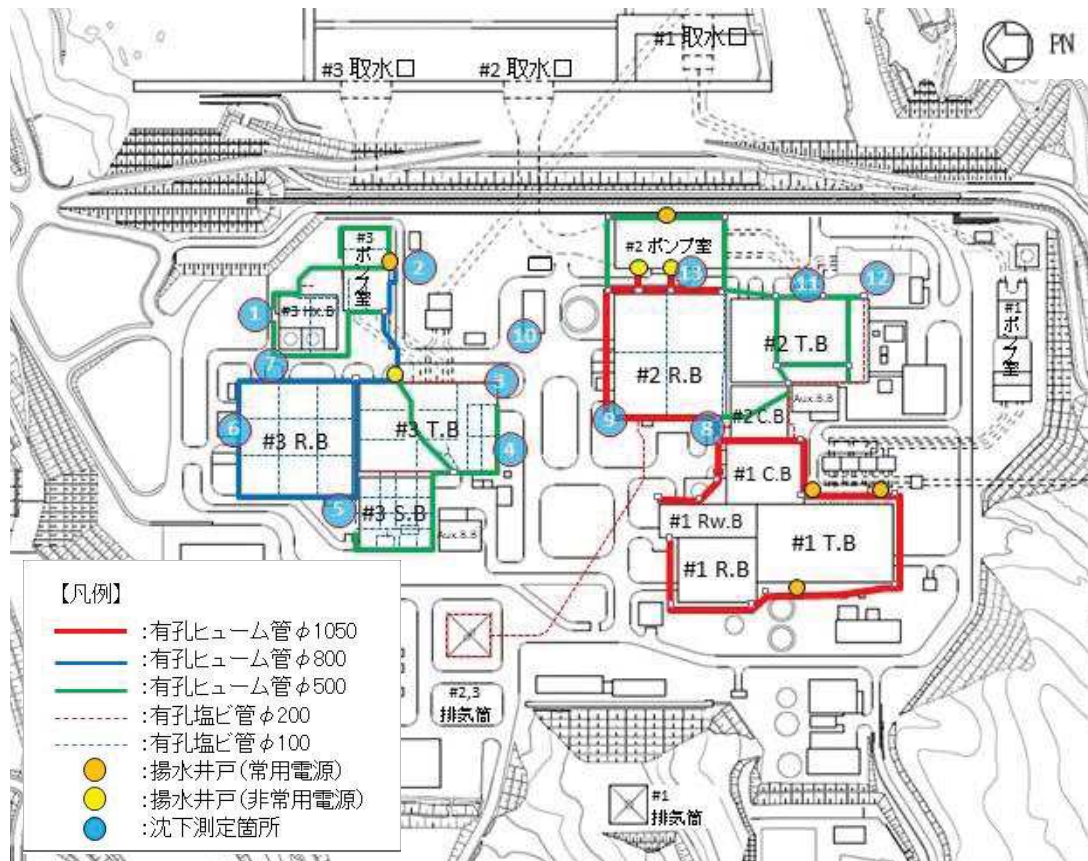 #1 取水口
#3 取水口
#2 取水口
PN
#3
ポンプ室
#2 ポンプ室
2
13
11
12
1
#3 Hx.B
10
#1
ポンプ室
#2 T.B
7
3
#2 R.B
#2 C.B
Aux.B.B
9
8
6
#3 R.B
#3 T.B
4
#1 C.B
5
#3 S.B
#1 Rw.B
Aux.B.B
#1 T.B
#1 R.B
【凡例】
:有孔ヒューム管φ1050
:有孔ヒューム管φ800
:有孔ヒューム管φ500
:有孔塩ビ管φ200
:有孔塩ビ管φ100
:揚水井戸(常用電源)
:揚水井戸(非常用電源)
:沈下測定箇所
#2,3
排気筒
#1
排気筒